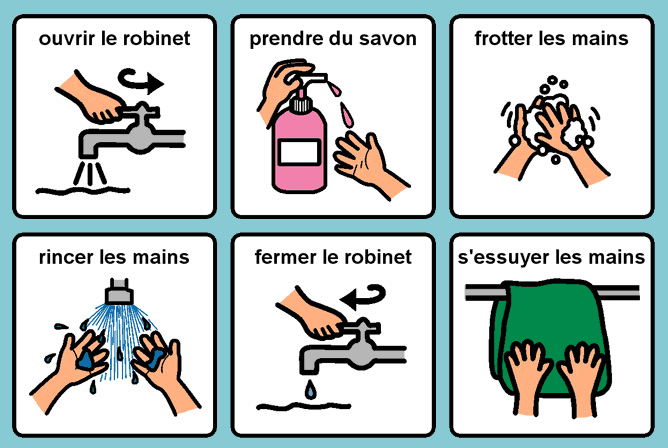 ouvrir le robinet
prendre du savon
frotter les mains
rincer les mains
fermer le robinet
s'essuyer les mains